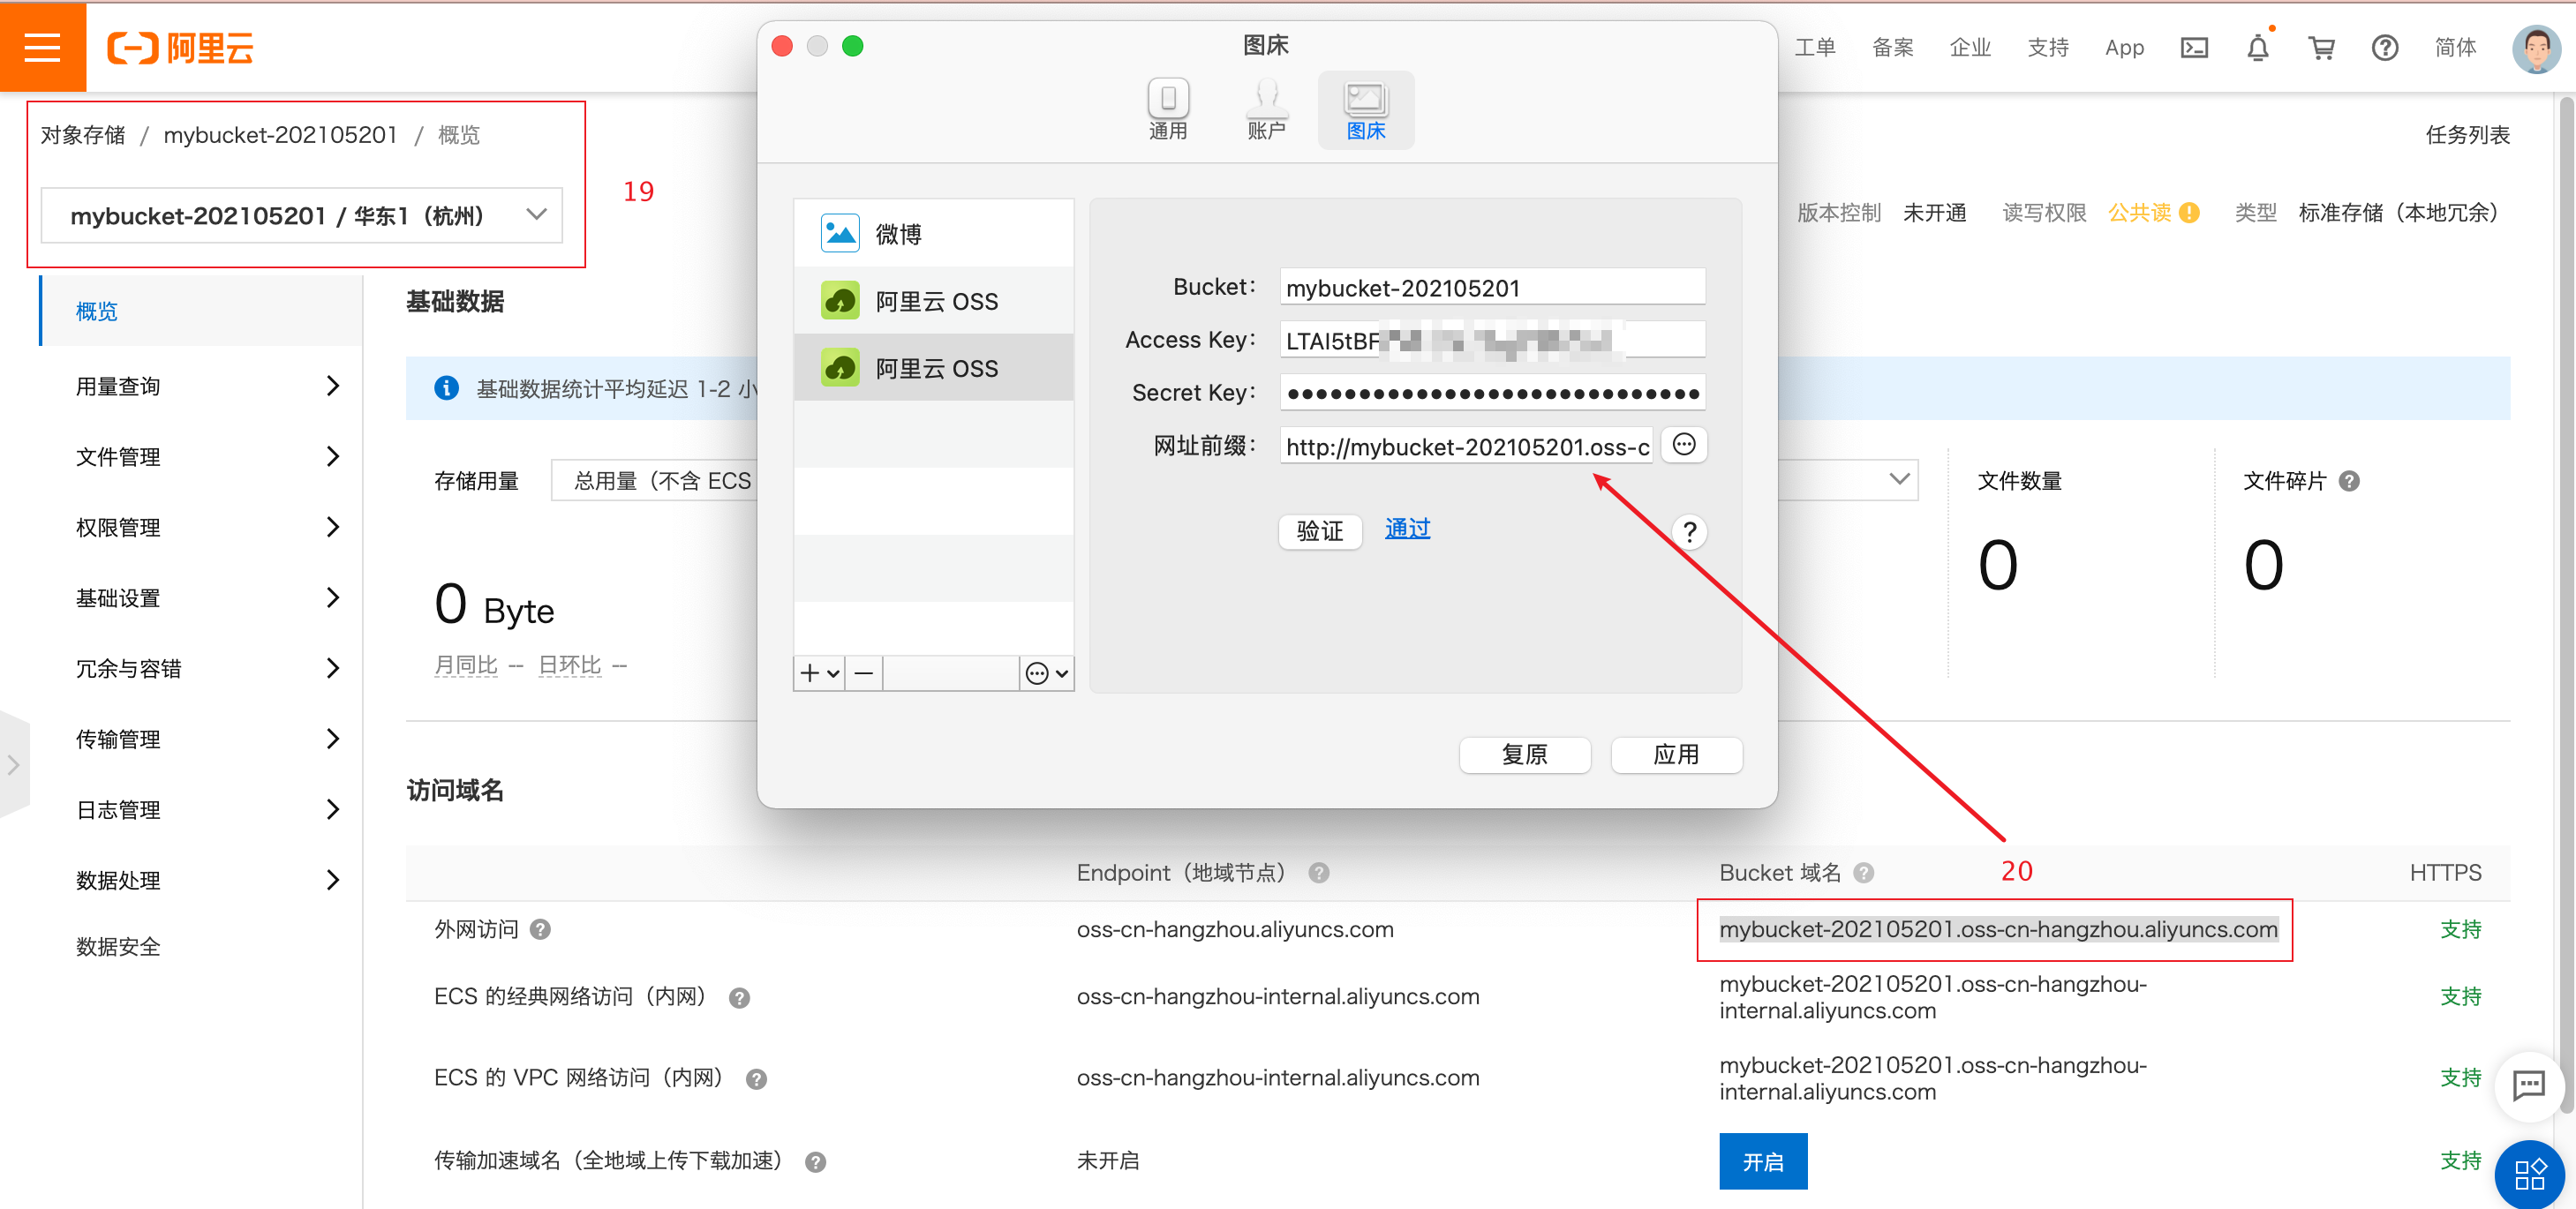 阿里云
工单 备案 企业 支持 App 简体
对象存储 / mybucket-202105201 / 概览
mybucket-202105201 / 华东1（杭州）
19
任务列表
版本控制 未开通 读写权限 公共读 类型 标准存储（本地冗余）
概览
用量查询
文件管理
权限管理
基础设置
冗余与容错
传输管理
日志管理
数据处理
数据安全
基础数据
基础数据统计平均延迟 1-2 小
存储用量 总用量（不含 ECS
0 Byte
月同比 -- 日环比 --
文件数量
0
文件碎片
0
图床
通用 账户 图床
微博
阿里云 OSS
阿里云 OSS
Bucket: mybucket-202105201
Access Key: LTAI5tBF
Secret Key: ●●●●●●●●●●●●●●●●●●●●●●●●●●●●●
网址前缀: http://mybucket-202105201.oss-c
验证 通过 ?
复原 应用
访问域名
20
Endpoint（地域节点） Bucket 域名 HTTPS
外网访问 oss-cn-hangzhou.aliyuncs.com mybucket-202105201.oss-cn-hangzhou.aliyuncs.com 支持
ECS 的经典网络访问（内网） oss-cn-hangzhou-internal.aliyuncs.com mybucket-202105201.oss-cn-hangzhou-
internal.aliyuncs.com 支持
ECS 的 VPC 网络访问（内网） oss-cn-hangzhou-internal.aliyuncs.com mybucket-202105201.oss-cn-hangzhou-
internal.aliyuncs.com 支持
传输加速域名（全地域上传下载加速） 未开启 开启 支持